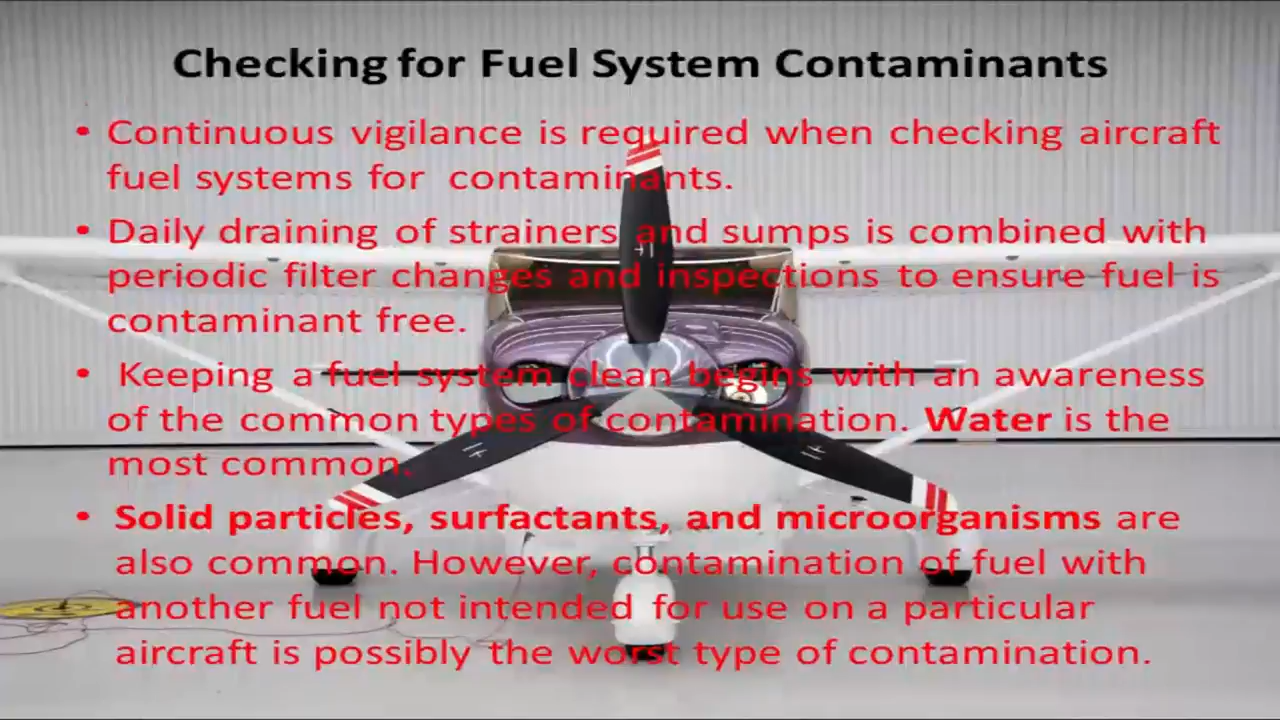 Checking for Fuel System Contaminants
• Continuous vigilance is required when checking aircraft
fuel systems for contaminants.
• Daily draining of strainers and sumps is combined with
periodic filter changes and inspections to ensure fuel is
contaminant free.
• Keeping a fuel system clean begins with an awareness
of the common types of contamination. Water is the
most common.
• Solid particles, surfactants, and microorganisms are
also common. However, contamination of fuel with
another fuel not intended for use on a particular
aircraft is possibly the worst type of contamination.